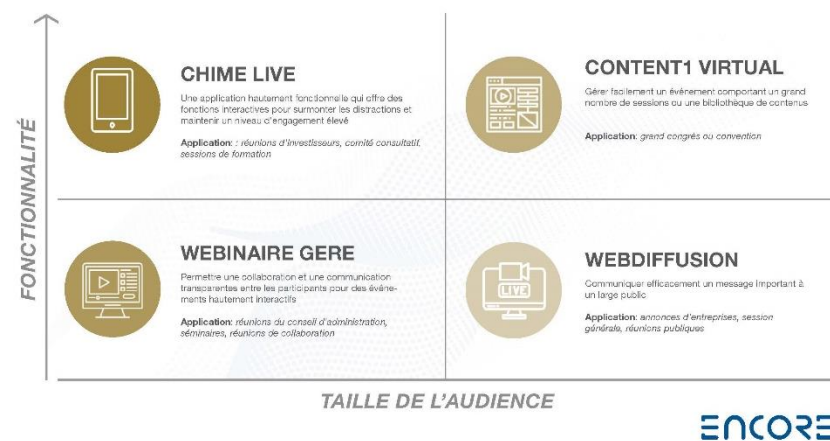 FONCTIONNALITÉ
CHIME LIVE
Une application hautement fonctionnelle qui offre des
fonctions interactives pour surmonter les distractions et
maintenir un niveau d'engagement élevé
Application: : réunions d'investisseurs, comité consultatif,
sessions de formation
CONTENT1 VIRTUAL
Gérer facilement un événement comportant un grand
nombre de sessions ou une bibliothèque de contenus
Application: grand congrès ou convention
WEBINAIRE GERE
Permettre une collaboration et une communication
transparentes entre les participants pour des événe-
ments hautement interactifs
Application: réunions du conseil d'administration,
séminaires, réunions de collaboration
LIVE
WEBDIFFUSION
Communiquer efficacement un message important à
un large public
Application: annonces d'entreprises, session
générale, réunions publiques
TAILLE DE L'AUDIENCE
ENCORE